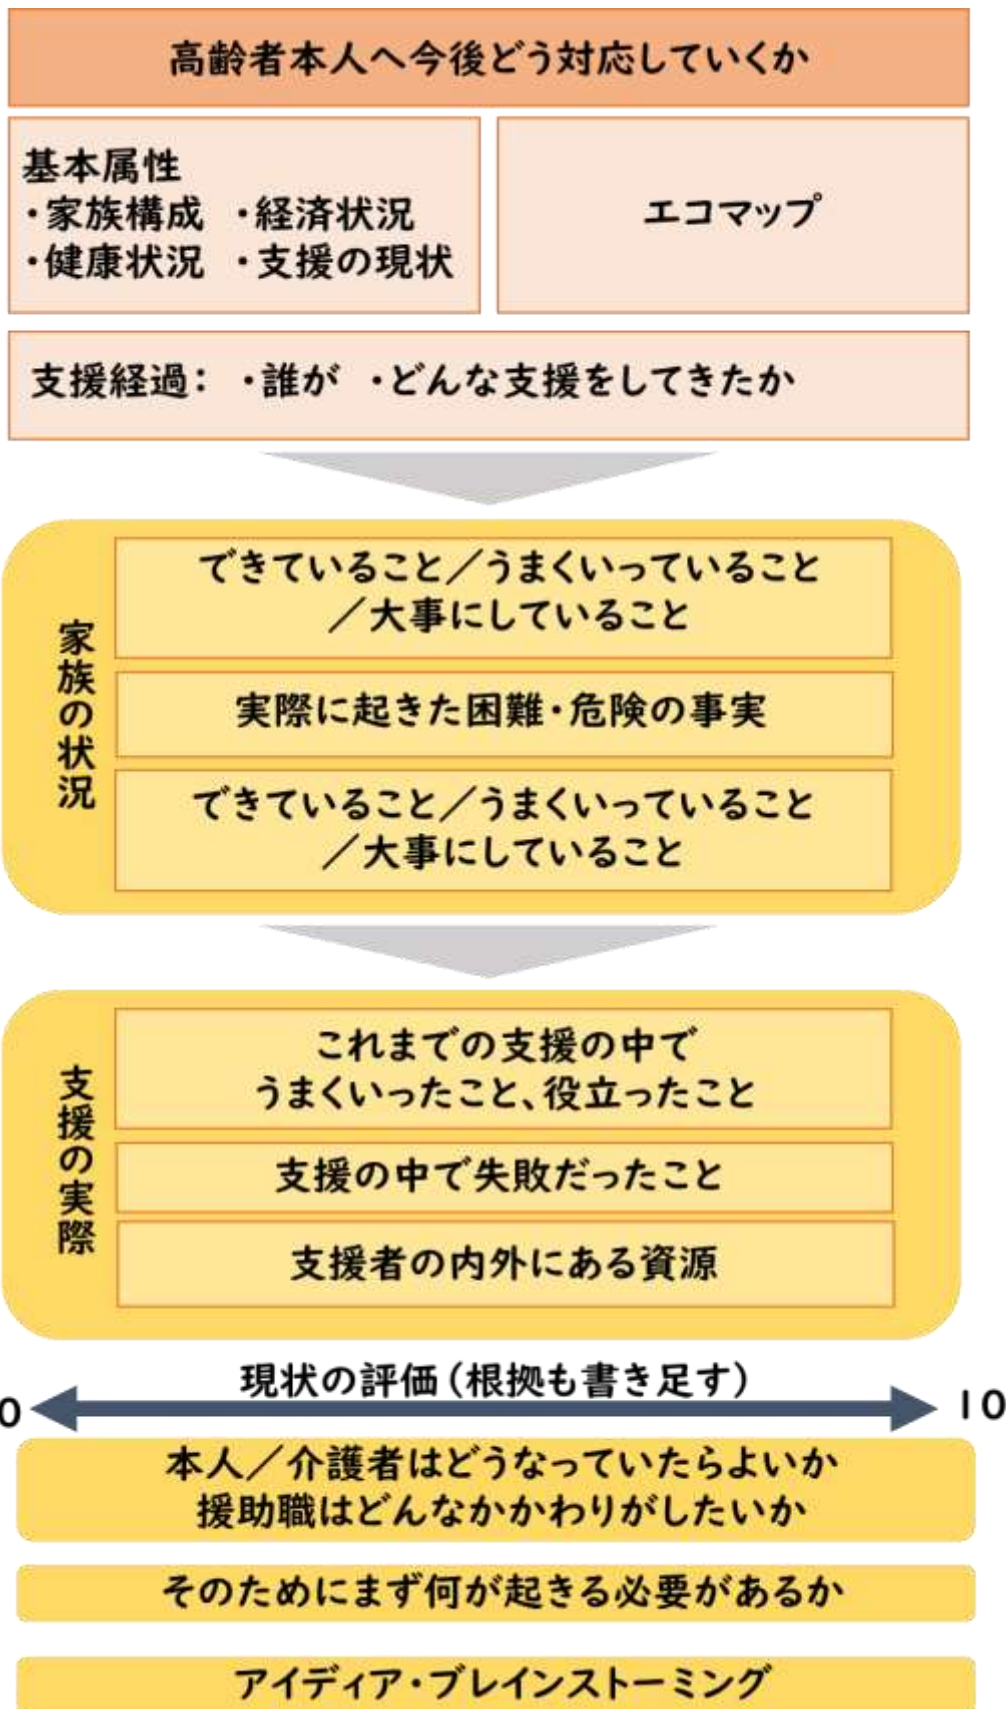 高齢者本人へ今後どう対応していくか
基本属性
・家族構成 ・経済状況
・健康状況 ・支援の現状
エコマップ
支援経過： ・誰が ・どんな支援をしてきたか
家族の状況
できていること／うまくいっていること
／大事にしていること
実際に起きた困難・危険の事実
できていること／うまくいっていること
／大事にしていること
支援の実際
これまでの支援の中で
うまくいったこと、役立ったこと
支援の中で失敗だったこと
支援者の内外にある資源
現状の評価（根拠も書き足す）
0 10
本人／介護者はどうなっていたらよいか
援助職はどんなかかわりがしたいか
そのためにまず何が起きる必要があるか
アイディア・ブレインストーミング